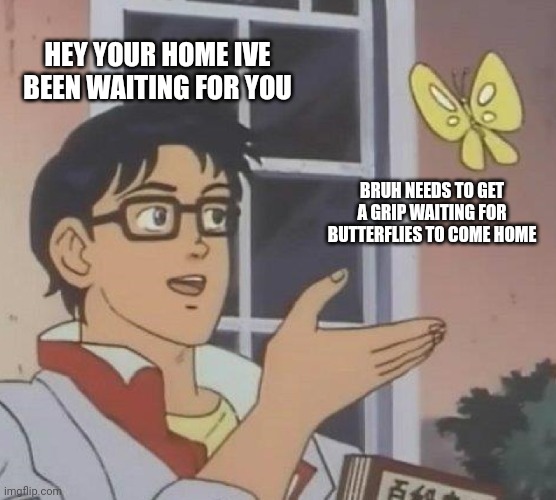 HEY YOUR HOME IVE
BEEN WAITING FOR YOU
BRUH NEEDS TO GET
A GRIP WAITING FOR
BUTTERFLIES TO COME HOME
imgflip.com